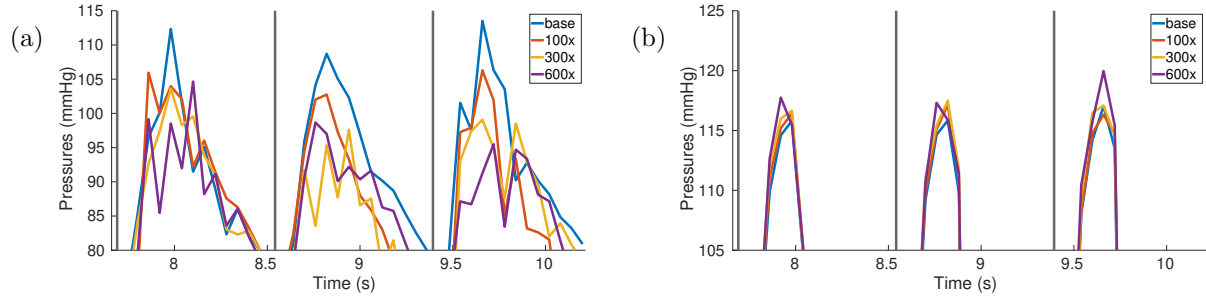 (a)
Pressures (mmHg)
115
110
105
100
95
90
85
80
8
8.5
9
9.5
10
Time (s)
base
100x
300x
600x
(b)
Pressures (mmHg)
125
120
115
110
105
8
8.5
9
9.5
10
Time (s)
base
100x
300x
600x